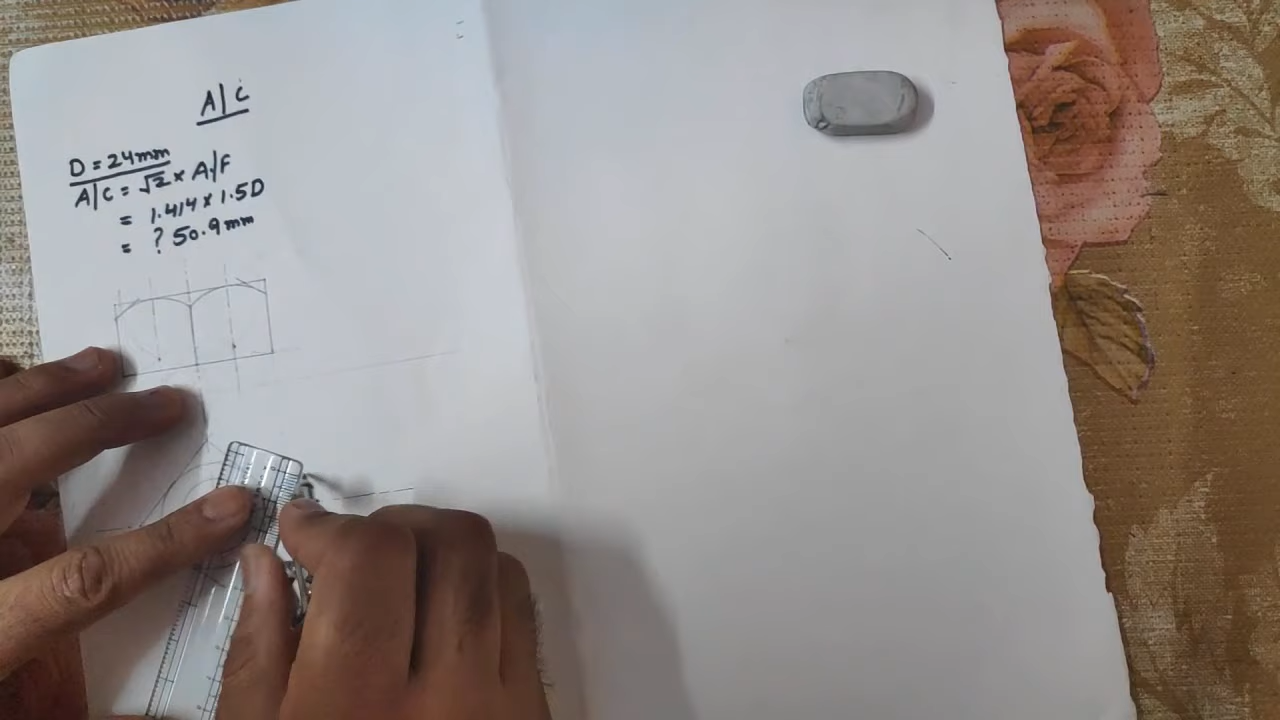 A/C
D = 24mm
A/C = √2 × A/F
= 1.414 × 1.5D
= ? 50.9mm